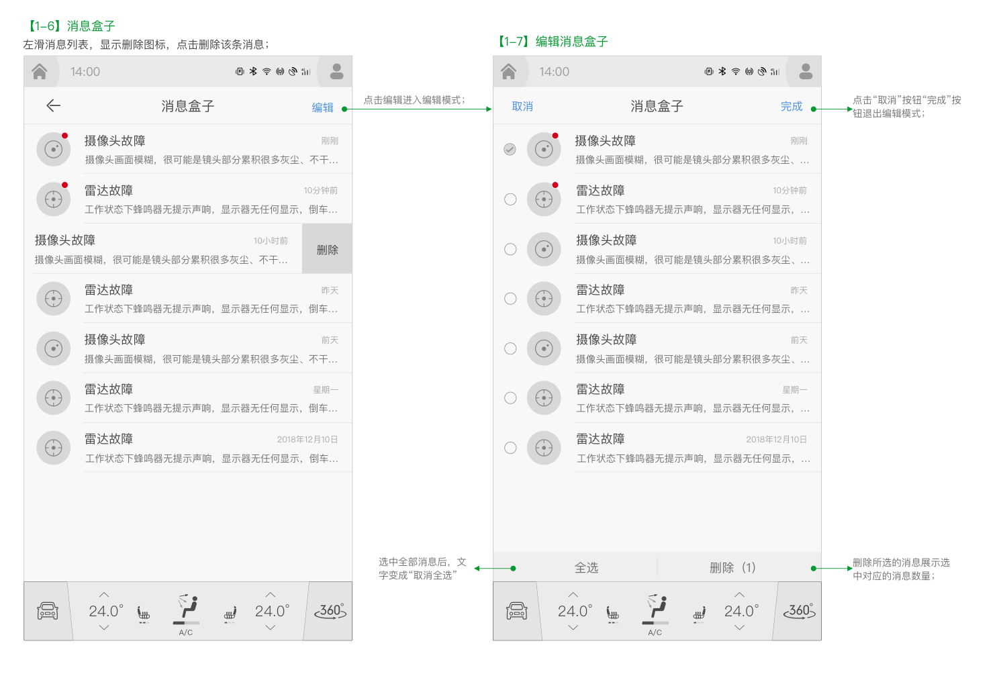 【1-6】消息盒子
左滑消息列表，显示删除图标，点击删除该条消息；
14:00
消息盒子
编辑
摄像头故障
刚刚
摄像头画面模糊，很可能是镜头部分累积很多灰尘、不干...
雷达故障
10分钟前
工作状态下蜂鸣器无提示声响，显示器无任何显示，倒车...
摄像头故障
10小时前
摄像头画面模糊，很可能是镜头部分累积很多灰尘、不干...
删除
雷达故障
昨天
工作状态下蜂鸣器无提示声响，显示器无任何显示，倒车...
摄像头故障
前天
摄像头画面模糊，很可能是镜头部分累积很多灰尘、不干...
雷达故障
星期一
工作状态下蜂鸣器无提示声响，显示器无任何显示，倒车...
雷达故障
2018年12月10日
工作状态下蜂鸣器无提示声响，显示器无任何显示，倒车...
24.0°
A/C
24.0°
360°
点击编辑进入编辑模式；
选中全部消息后，文
字变成“取消全选”
【1-7】编辑消息盒子
14:00
取消
消息盒子
完成
摄像头故障
刚刚
摄像头画面模糊，很可能是镜头部分累积很多灰尘、...
雷达故障
10分钟前
工作状态下蜂鸣器无提示声响，显示器无任何显示，...
摄像头故障
10小时前
摄像头画面模糊，很可能是镜头部分累积很多灰尘、...
雷达故障
昨天
工作状态下蜂鸣器无提示声响，显示器无任何显示，...
摄像头故障
前天
摄像头画面模糊，很可能是镜头部分累积很多灰尘、...
雷达故障
星期一
工作状态下蜂鸣器无提示声响，显示器无任何显示，...
雷达故障
2018年12月10日
工作状态下蜂鸣器无提示声响，显示器无任何显示，...
全选
删除（1）
24.0°
A/C
24.0°
360°
点击“取消”按钮“完成”按
钮退出编辑模式；
删除所选的消息展示选
中对应的消息数量；